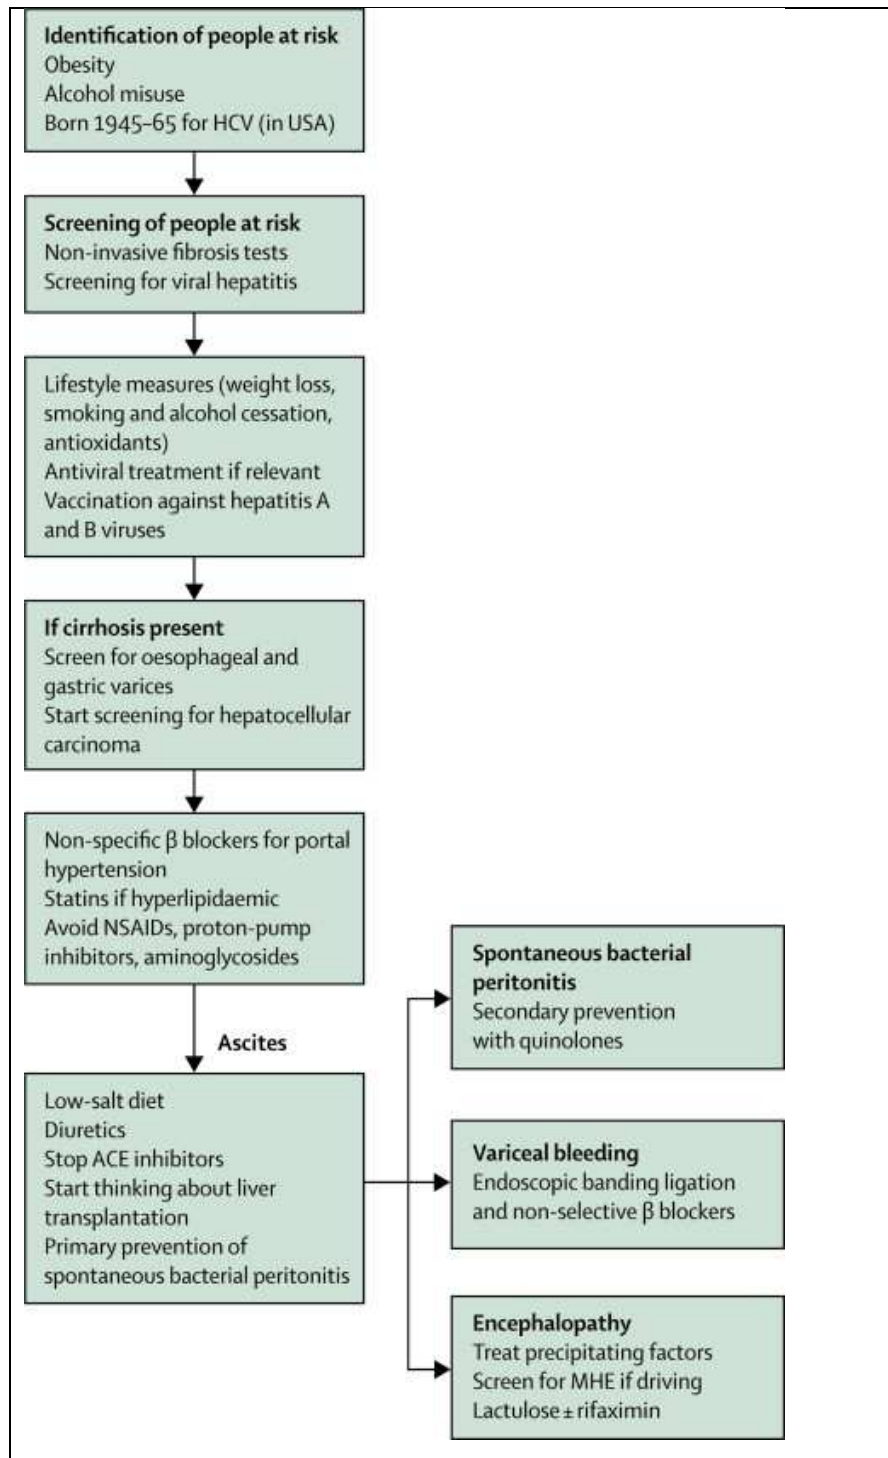 Identification of people at risk
Obesity
Alcohol misuse
Born 1945–65 for HCV (in USA)
Screening of people at risk
Non-invasive fibrosis tests
Screening for viral hepatitis
Lifestyle measures (weight loss,
smoking and alcohol cessation,
antioxidants)
Antiviral treatment if relevant
Vaccination against hepatitis A
and B viruses
If cirrhosis present
Screen for oesophageal and
gastric varices
Start screening for hepatocellular
carcinoma
Non-specific β blockers for portal
hypertension
Statins if hyperlipidaemic
Avoid NSAIDs, proton-pump
inhibitors, aminoglycosides
Ascites
Low-salt diet
Diuretics
Stop ACE inhibitors
Start thinking about liver
transplantation
Primary prevention of
spontaneous bacterial peritonitis
Spontaneous bacterial
peritonitis
Secondary prevention
with quinolones
Variceal bleeding
Endoscopic banding ligation
and non-selective β blockers
Encephalopathy
Treat precipitating factors
Screen for MHE if driving
Lactulose ± rifaximin